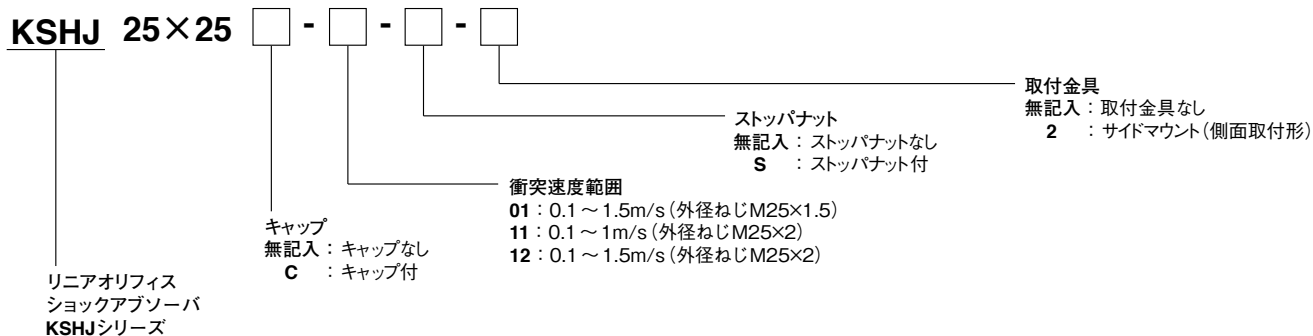 KSHJ 25×25 □ - □ - □ - □
取付金具
無記入：取付金具なし
2 ：サイドマウント（側面取付形）
ストッパナット
無記入：ストッパナットなし
S ：ストッパナット付
衝突速度範囲
01：0.1～1.5m/s（外径ねじM25×1.5）
11：0.1～1m/s（外径ねじM25×2）
12：0.1～1.5m/s（外径ねじM25×2）
キャップ
無記入：キャップなし
C ：キャップ付
リニアオリフィス
ショックアブソーバ
KSHJシリーズ